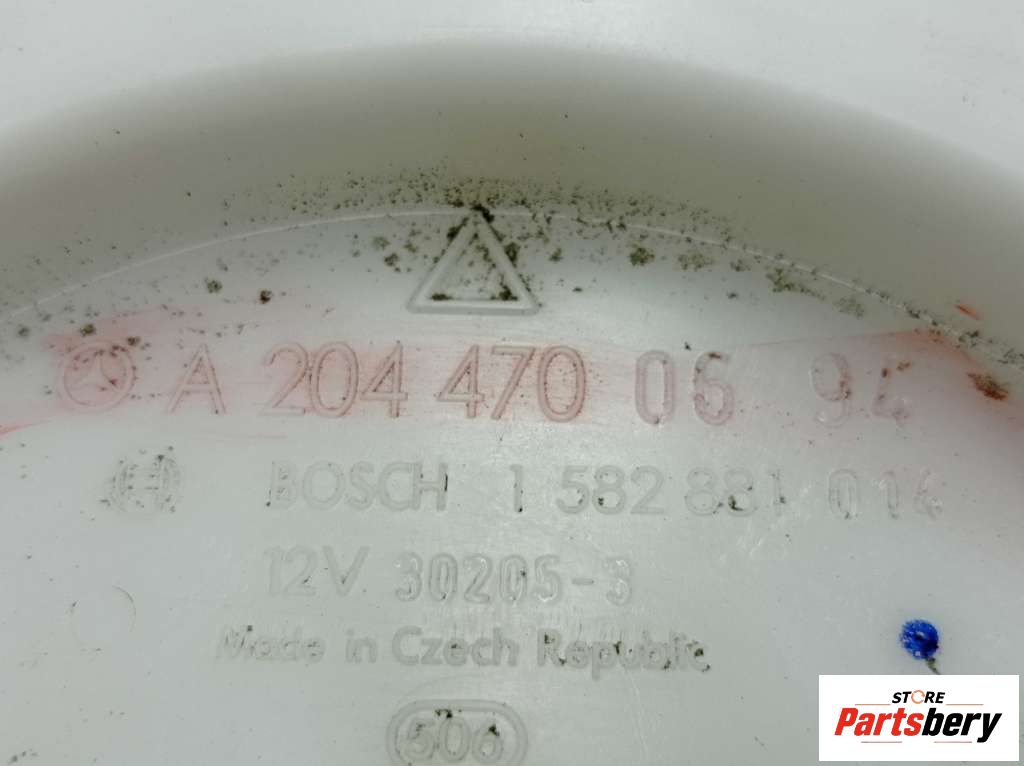 A 204 470 06 94
BOSCH 1 582 881 014
12V 30205-3
Made in Czech Republic
506
STORE
Partsbery